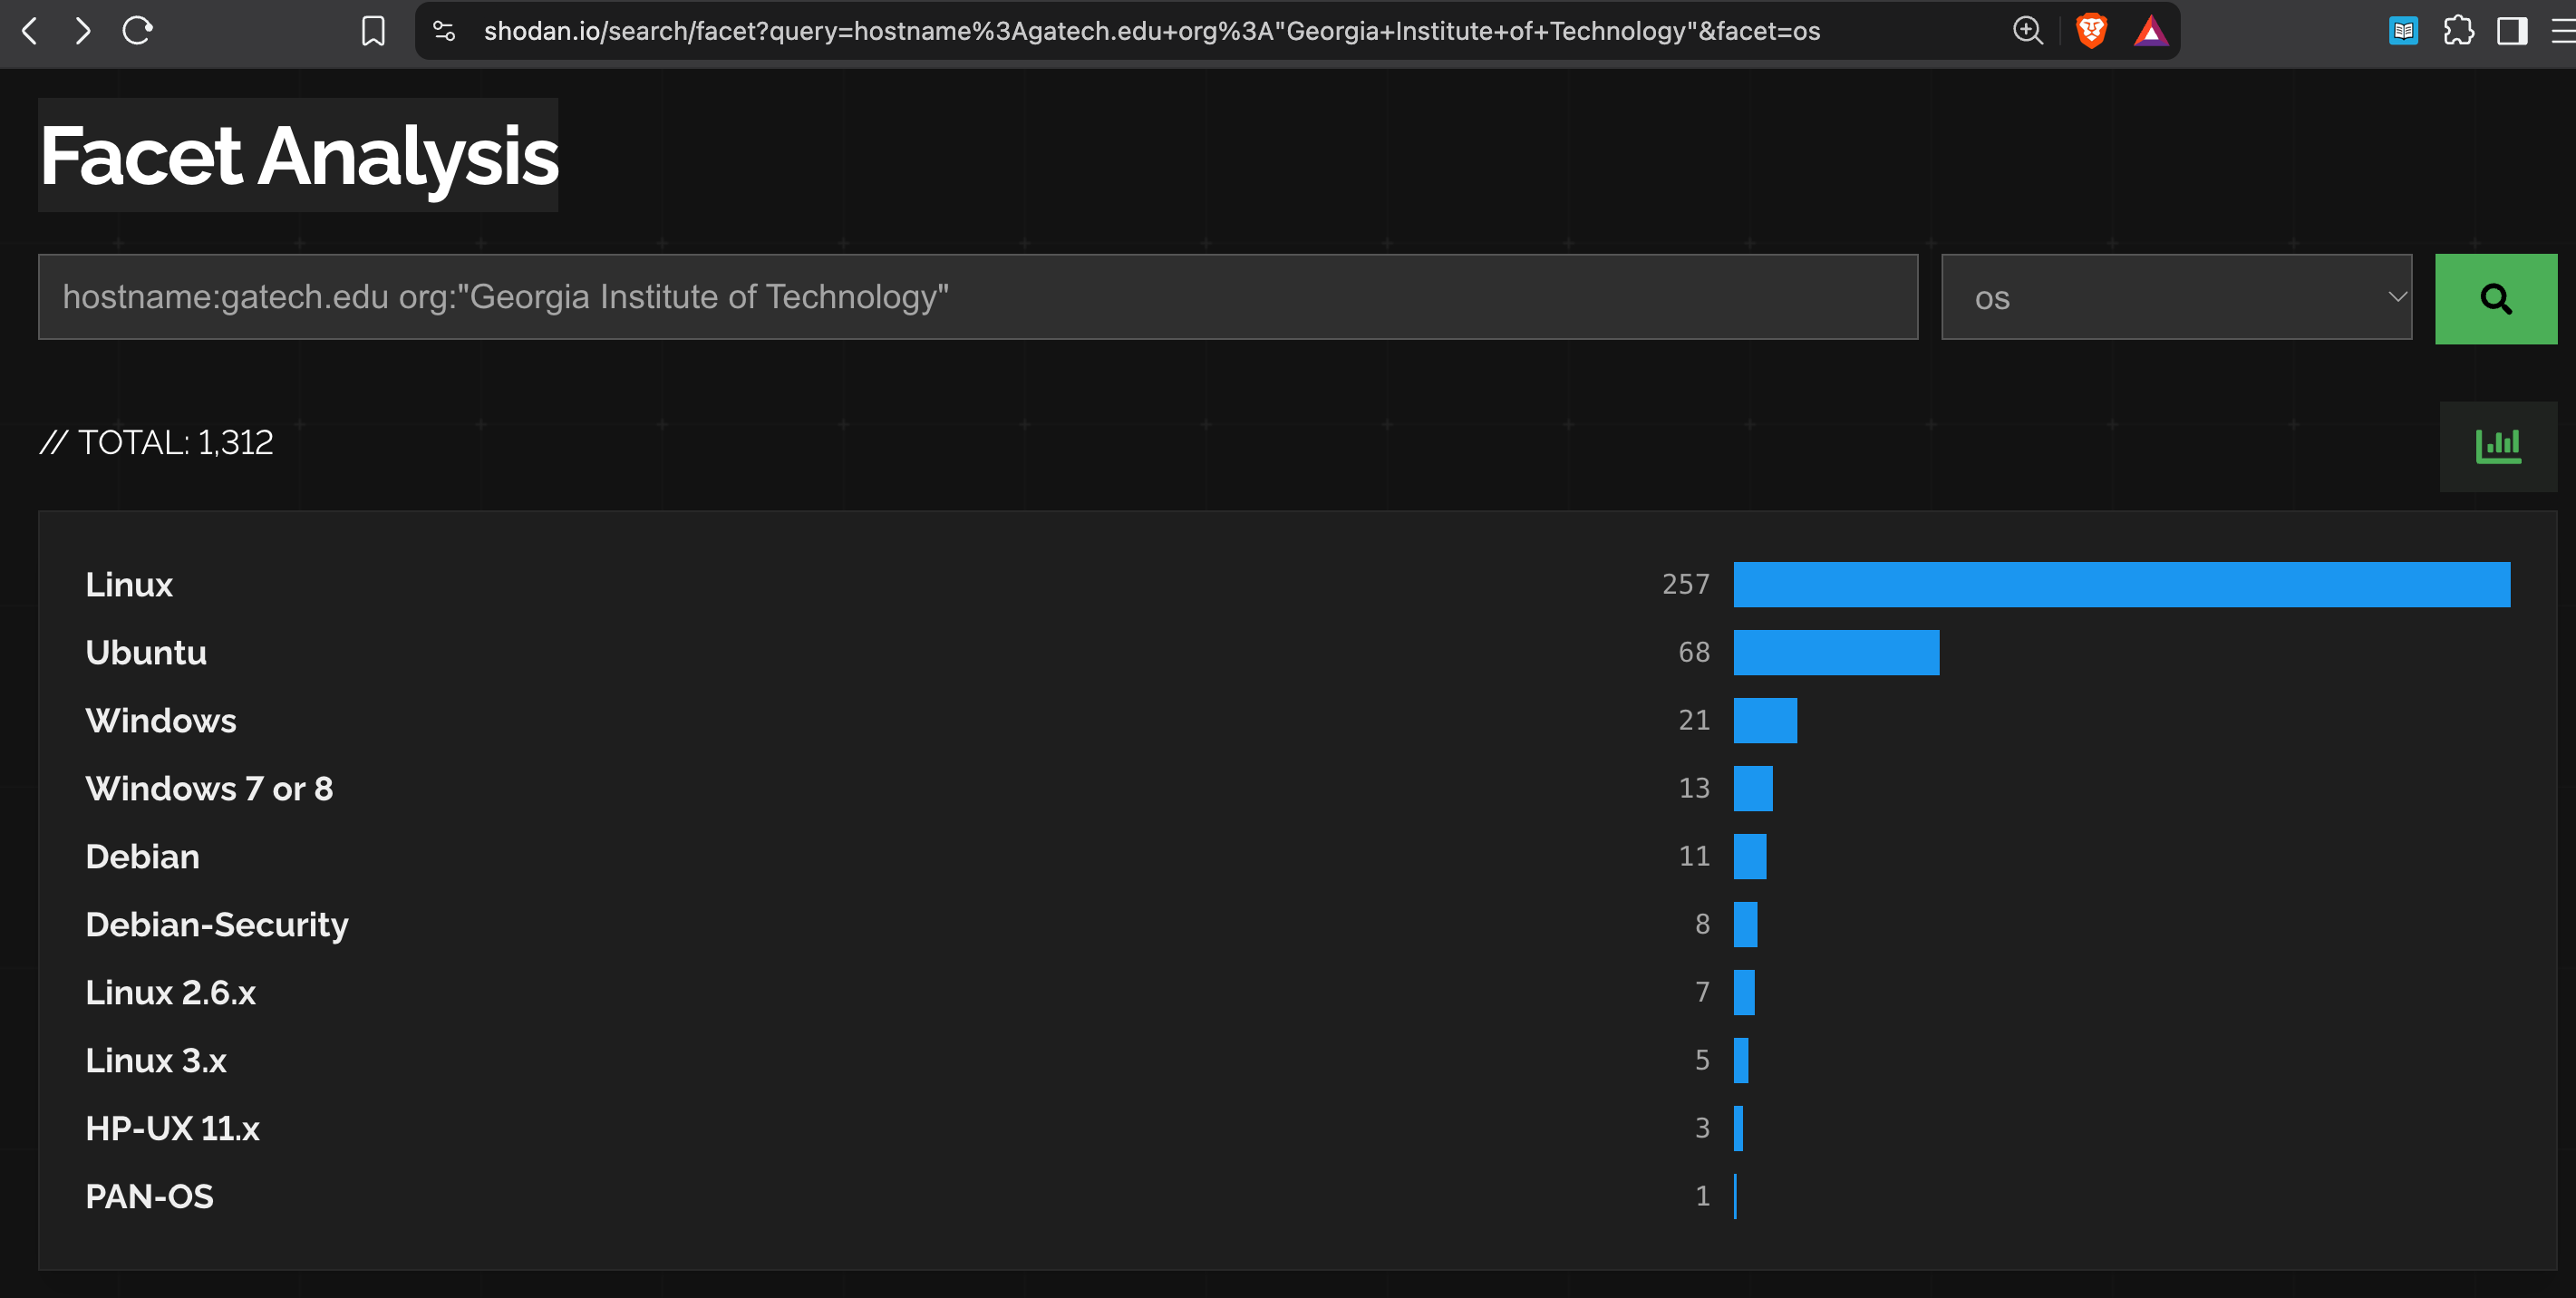 shodan.io/search/facet?query=hostname%3Agatech.edu+org%3A"Georgia+Institute+of+Technology"&facet=os
Facet Analysis
hostname:gatech.edu org:"Georgia Institute of Technology"
os
// TOTAL: 1,312
Linux 257
Ubuntu 68
Windows 21
Windows 7 or 8 13
Debian 11
Debian-Security 8
Linux 2.6.x 7
Linux 3.x 5
HP-UX 11.x 3
PAN-OS 1